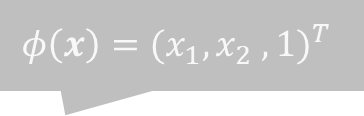 ϕ(𝒙) = (x₁, x₂ , 1)ᵀ